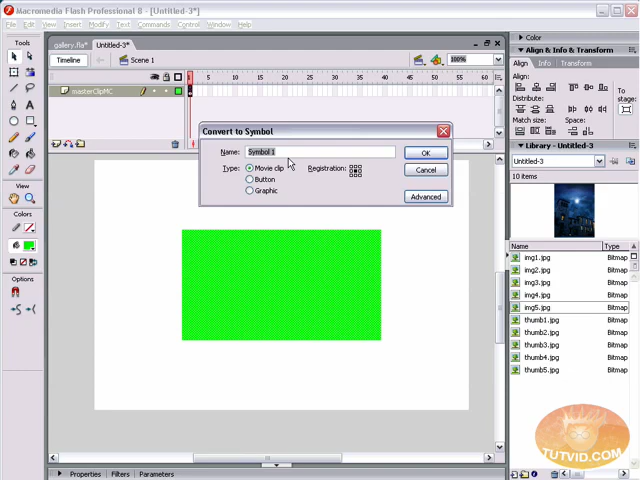 Macromedia Flash Professional 8 - [Untitled-3*]
File Edit View Insert Modify Text Commands Control Window Help
Tools
View
Colors
Options
gallery.fla* Untitled-3*
Timeline Scene 1 100%
1 5 10 15 20 25 30 35 40 45 50 55 60
masterClipMC
Convert to Symbol
Name: Symbol 1 OK
Type: Movie clip Registration: Cancel
Button
Graphic Advanced
Properties Filters Parameters
Color
Align & Info & Transform
Align Info Transform
Align:
Distribute:
Match size: Space:
To stage:
Library - Untitled-3
Untitled-3*
10 items
Name Type
img1.jpg Bitmap
img2.jpg Bitmap
img3.jpg Bitmap
img4.jpg Bitmap
img5.jpg Bitmap
thumb1.jpg Bitmap
thumb2.jpg Bitmap
thumb3.jpg Bitmap
thumb4.jpg Bitmap
thumb5.jpg Bitmap
TUTVID.COM